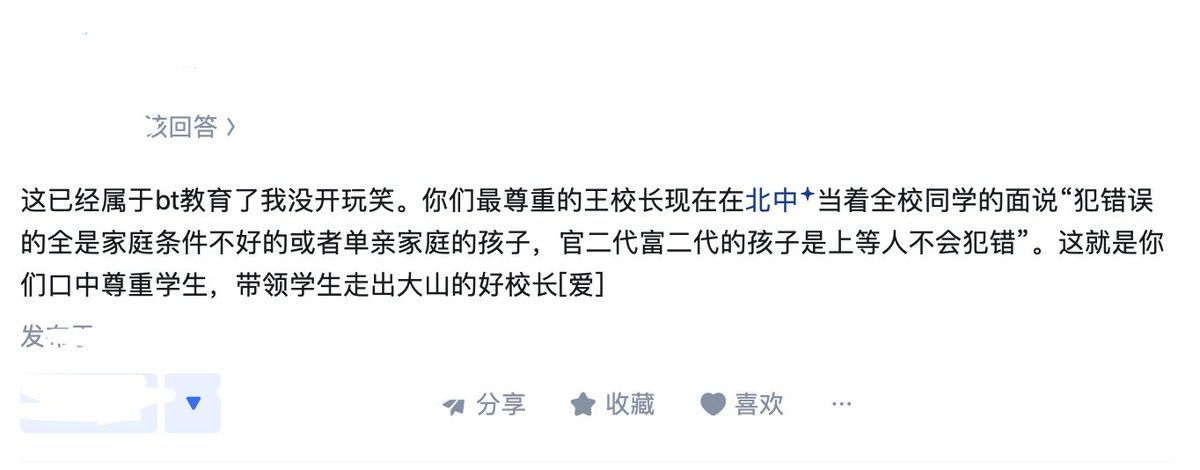 回答 〉
这已经属于bt教育了我没开玩笑。你们最尊重的王校长现在在北中✦当着全校同学的面说“犯错误
的全是家庭条件不好的或者单亲家庭的孩子，官二代富二代的孩子是上等人不会犯错”。这就是你
们口中尊重学生，带领学生走出大山的好校长[爱]
发布于
分享 收藏 喜欢 ···